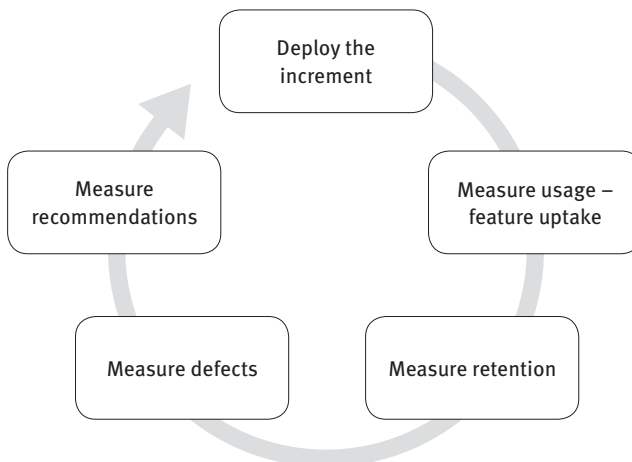 Deploy the
increment
Measure usage –
feature uptake
Measure retention
Measure defects
Measure
recommendations